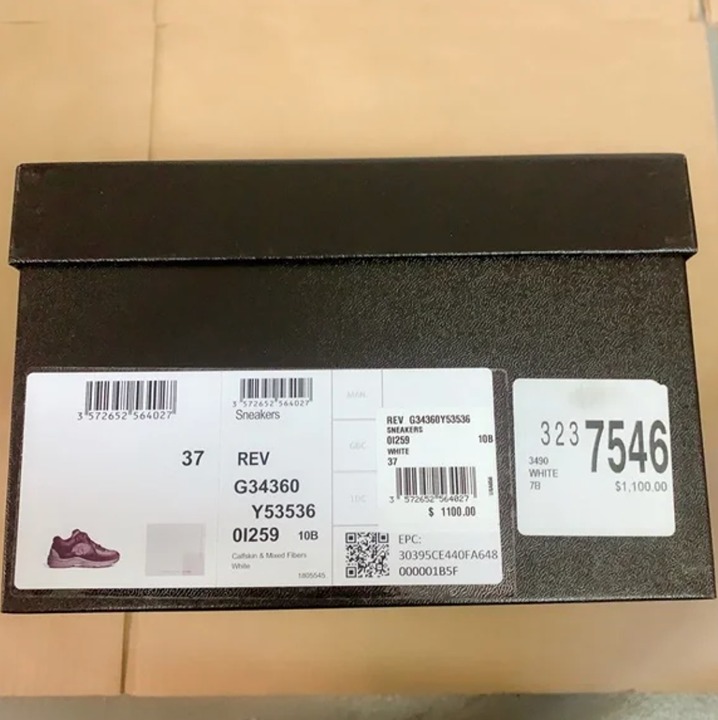 3 572652 564027
37
3 572652 564027
Sneakers
REV
G34360
Y53536
0I259 10B
Calfskin & Mixed Fibers
White
1805545
REV G34360Y53536
SNEAKERS
0I259 10B
WHITE
37
3 572652 564027
$ 1100.00
EPC:
30395CE440FA648
000001B5F
323 7546
3490
WHITE
7B
$1,100.00